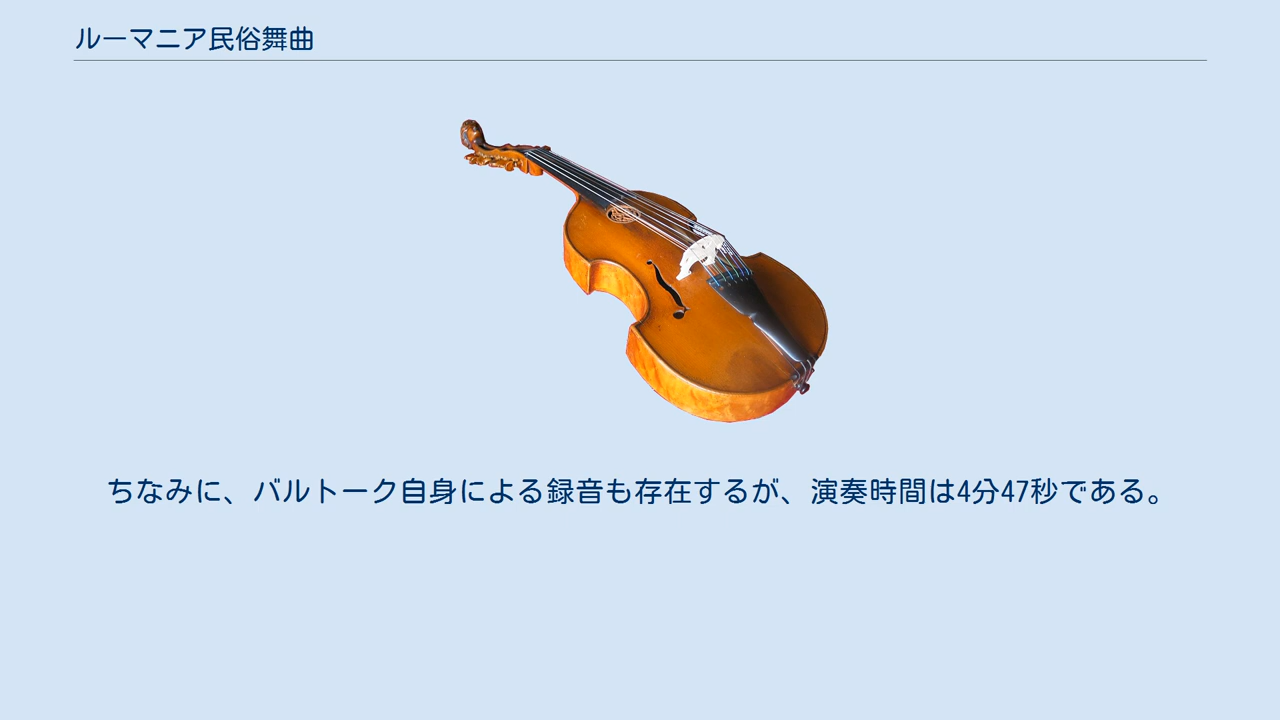 ルーマニア民俗舞曲
ちなみに、バルトーク自身による録音も存在するが、演奏時間は4分47秒である。